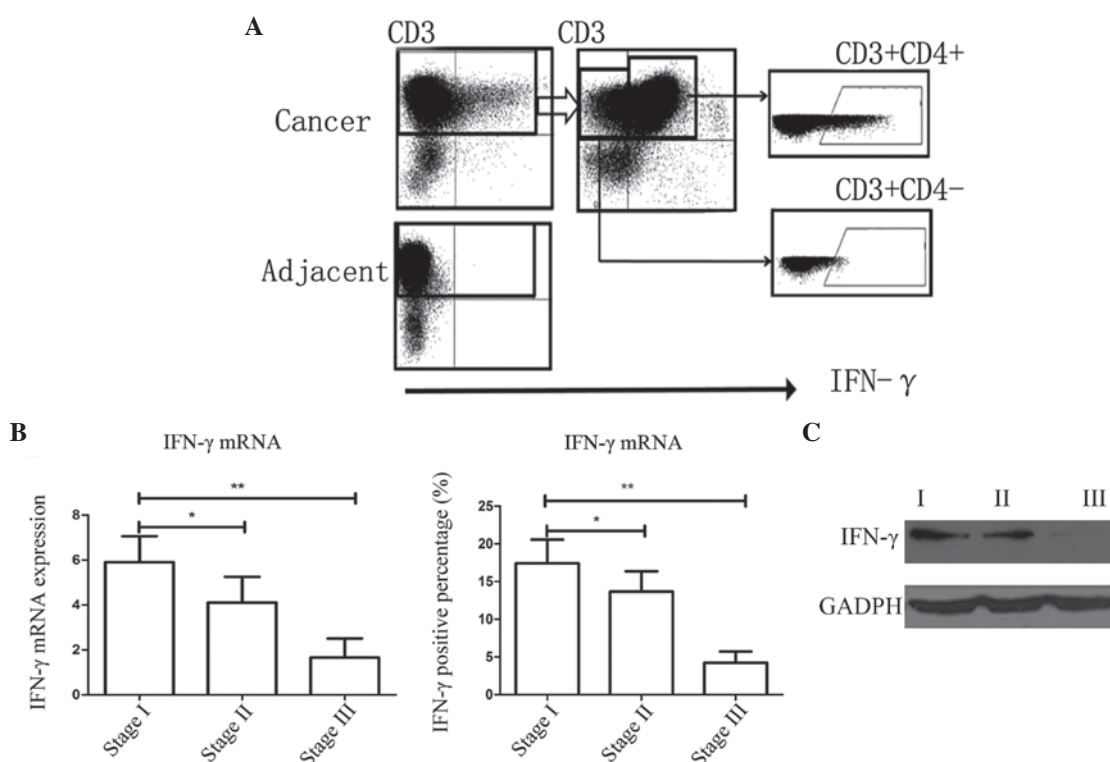 A
CD3
CD3
CD3+CD4+
Cancer
CD3+CD4-
Adjacent
IFN-γ
B
IFN-γ mRNA
IFN-γ mRNA expression
8
6
4
2
0
**
*
Stage I
Stage II
Stage III
IFN-γ mRNA
IFN-γ positive percentage (%)
25
20
15
10
5
0
**
*
Stage I
Stage II
Stage III
C
I II III
IFN-γ
GADPH